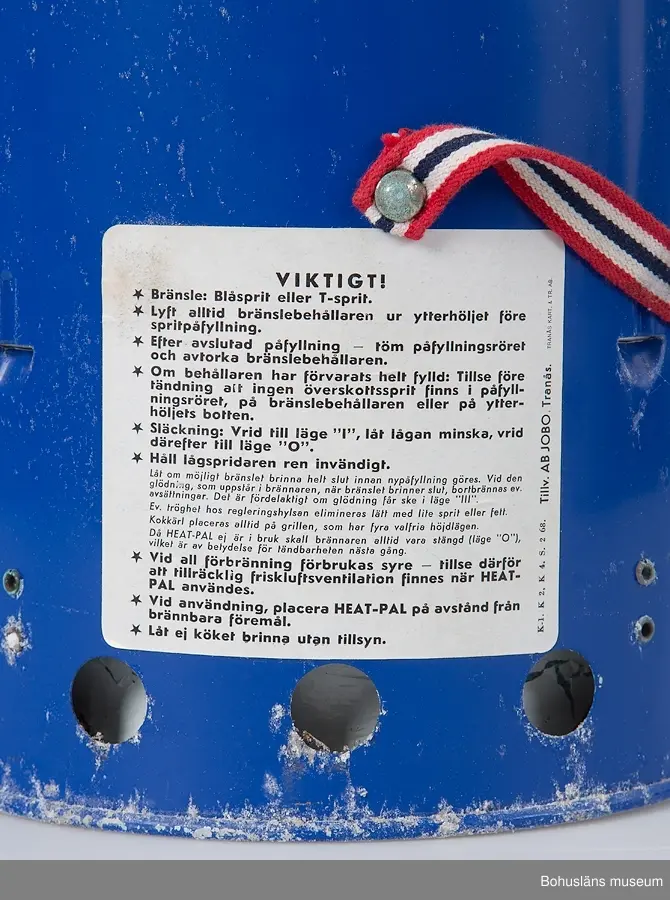 VIKTIGT!
★ Bränsle: Blåsprit eller T-sprit.
★ Lyft alltid bränslebehållaren ur ytterhöljet före
spritpåfyllning.
★ Efter avslutad påfyllning – töm påfyllningsröret
och avtorka bränslebehållaren.
★ Om behållaren har förvarats helt fylld: Tillse före
tändning att ingen överskottssprit finns i påfyll-
ningsröret, på bränslebehållaren eller på ytter-
höljets botten.
★ Släckning: Vrid till läge "I", låt lågan minska, vrid
därefter till läge "O".
★ Håll lågspridaren ren invändigt.
Låt om möjligt bränslet brinna helt slut innan nypåfyllning göres. Vid den
glödning, som uppstår i brännaren, när bränslet brinner slut, bortbrännas ev.
avsättningar. Det är fördelaktigt om glödning får ske i läge "III".
Ev. tröghet hos regleringshylsan elimineras lätt med lite sprit eller fett.
Kokkärl placeras alltid på grillen, som har fyra valfria höjdlägen.
Då HEAT-PAL ej är i bruk skall brännaren alltid vara stängd (läge "O"),
vilket är av betydelse för tändbarheten nästa gång.
★ Vid all förbränning förbrukas syre – tillse därför
att tillräcklig friskluftsventilation finnes när HEAT-
PAL användes.
★ Vid användning, placera HEAT-PAL på avstånd från
brännbara föremål.
★ Låt ej köket brinna utan tillsyn.
K-1. K 2, K 4, S. 2 68. Tillv. AB JOBO, Tranås.
TRANÅS KART. & TR. AB.
Bohusläns museum